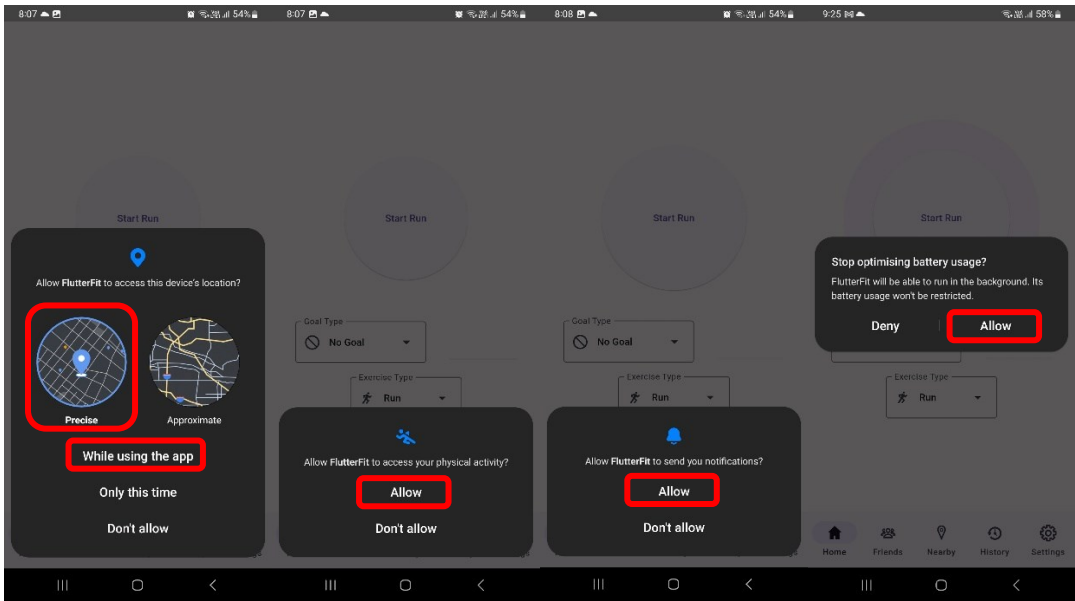 8:07
54%
Start Run
Allow FlutterFit to access this device's location?
Precise
Approximate
While using the app
Only this time
Don't allow
8:07
54%
Start Run
Goal Type
No Goal
Exercise Type
Run
Allow FlutterFit to access your physical activity?
Allow
Don't allow
8:08
54%
Start Run
Goal Type
No Goal
Exercise Type
Run
Allow FlutterFit to send you notifications?
Allow
Don't allow
9:25
58%
Start Run
Stop optimising battery usage?
FlutterFit will be able to run in the background. Its
battery usage won't be restricted.
Deny
Allow
Exercise Type
Run
Home
Friends
Nearby
History
Settings